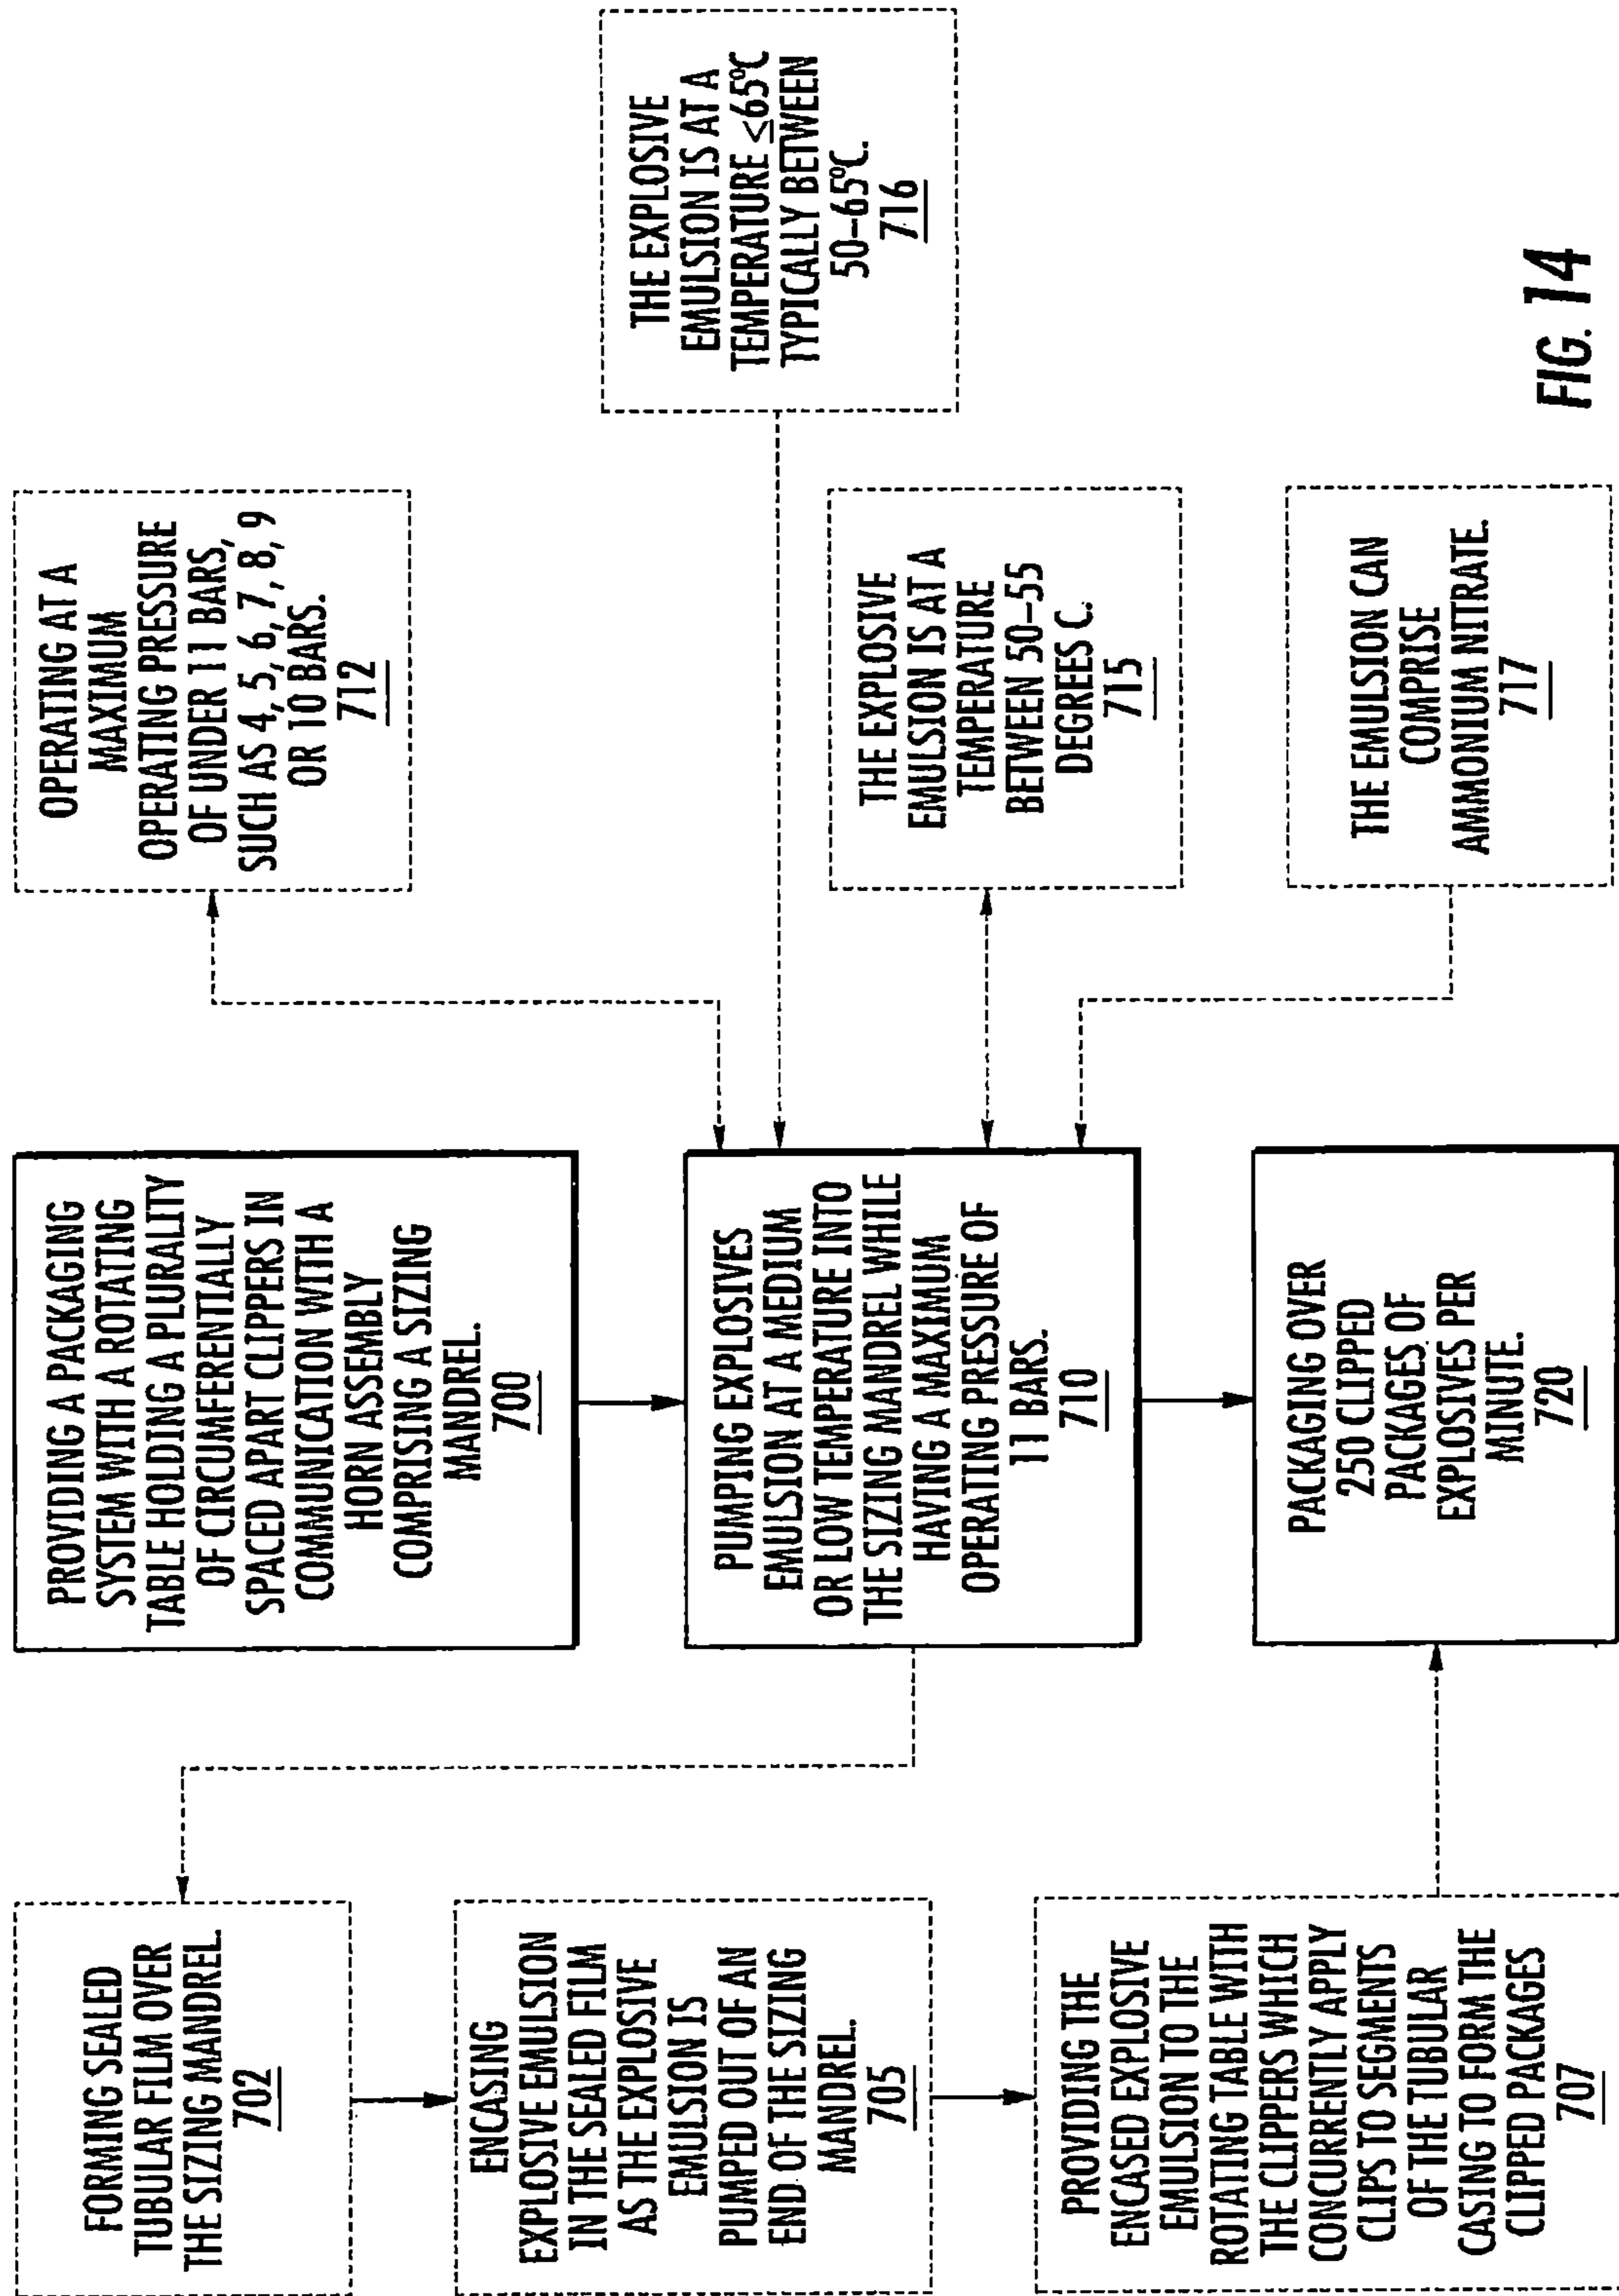 PROVIDING A PACKAGING
SYSTEM WITH A ROTATING
TABLE HOLDING A PLURALITY
OF CIRCUMFERENTIALLY
SPACED APART CLIPPERS IN
COMMUNICATION WITH A
HORN ASSEMBLY
COMPRISING A SIZING
MANDREL.
700
PUMPING EXPLOSIVES
EMULSION AT A MEDIUM
OR LOW TEMPERATURE INTO
THE SIZING MANDREL WHILE
HAVING A MAXIMUM
OPERATING PRESSURE OF
11 BARS.
710
PACKAGING OVER
250 CLIPPED
PACKAGES OF
EXPLOSIVES PER
MINUTE.
720
FORMING SEALED
TUBULAR FILM OVER
THE SIZING MANDREL.
702
ENCASING
EXPLOSIVE EMULSION
IN THE SEALED FILM
AS THE EXPLOSIVE
EMULSION IS
PUMPED OUT OF AN
END OF THE SIZING
MANDREL.
705
PROVIDING THE
ENCASED EXPLOSIVE
EMULSION TO THE
ROTATING TABLE WITH
THE CLIPPERS WHICH
CONCURRENTLY APPLY
CLIPS TO SEGMENTS
OF THE TUBULAR
CASING TO FORM THE
CLIPPED PACKAGES
707
OPERATING AT A
MAXIMUM
OPERATING PRESSURE
OF UNDER 11 BARS,
SUCH AS 4, 5, 6, 7, 8, 9
OR 10 BARS.
712
THE EXPLOSIVE
EMULSION IS AT A
TEMPERATURE ≤65°C
TYPICALLY BETWEEN
50–65°C.
716
THE EXPLOSIVE
EMULSION IS AT A
TEMPERATURE
BETWEEN 50–55
DEGREES C.
715
THE EMULSION CAN
COMPRISE
AMMONIUM NITRATE.
717
FIG. 14